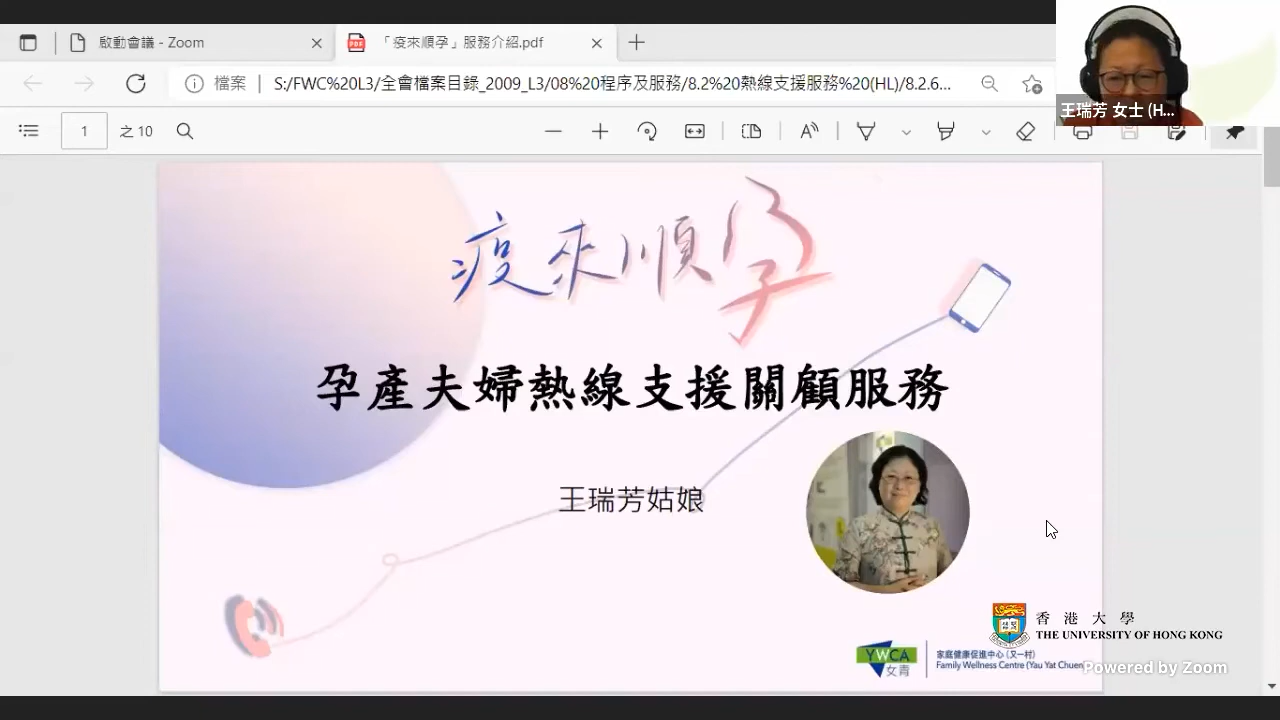 啟動會議 - Zoom
「疫來順孕」服務介紹.pdf
檔案
S:/FWC%20L3/全會檔案目錄_2009_L3/08%20程序及服務/8.2%20熱線支援服務%20(HL)/8.2.6...
王瑞芳 女士 (H...
1 之 10
疫來順孕
孕產夫婦熱線支援關顧服務
王瑞芳姑娘
香港大學
THE UNIVERSITY OF HONG KONG
YWCA
女青
家庭健康促進中心 (又一村)
Family Wellness Centre (Yau Yat Chuen)
Powered by Zoom